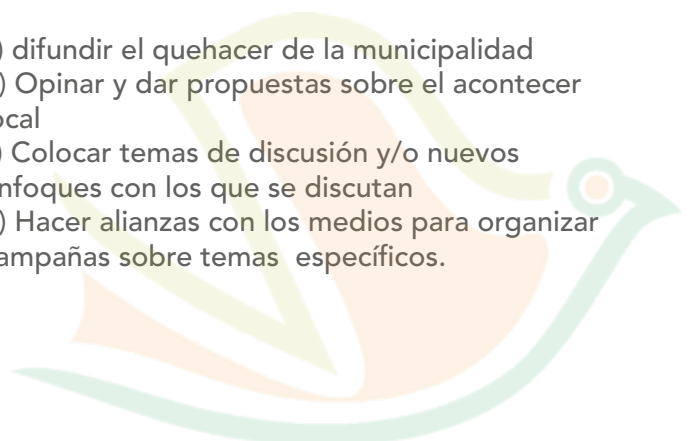 ) difundir el quehacer de la municipalidad
) Opinar y dar propuestas sobre el acontecer
ocal
) Colocar temas de discusión y/o nuevos
nfoques con los que se discutan
) Hacer alianzas con los medios para organizar
ampañas sobre temas específicos.